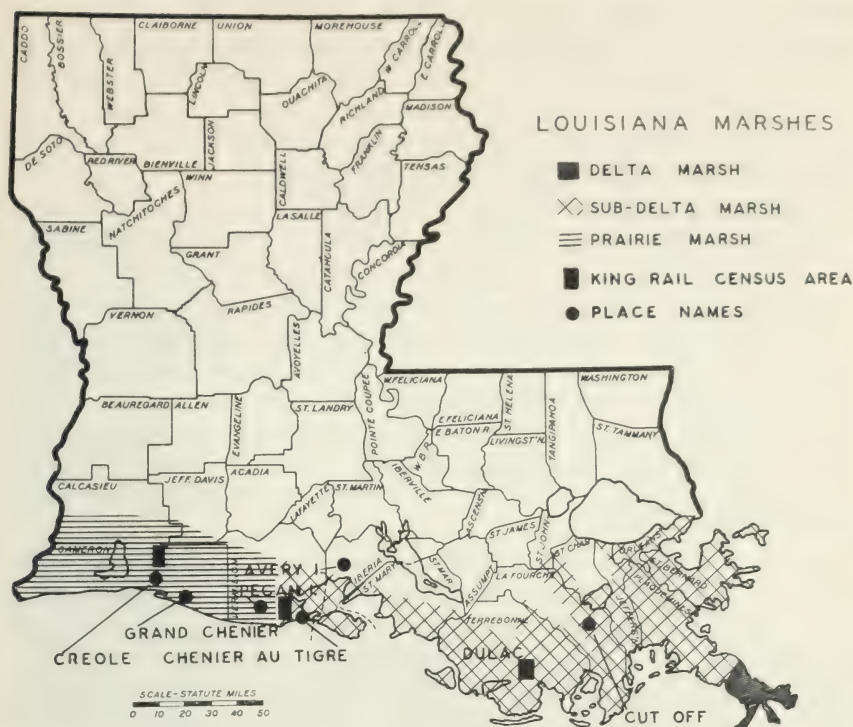 CADDO
BOSSIER
WEBSTER
CLAIBORNE
UNION
MOREHOUSE
W CARROLL
E CARROLL
LINCOLN
OUACHITA
RICHLAND
MADISON
DE SOTO
RED RIVER
BIENVILLE
JACKSON
CALDWELL
FRANKLIN
TENSAS
NATCHITOCHES
WINN
SABINE
LASALLE
CATAHOULA
CONCORDIA
GRANT
VERNON
RAPIDES
AVOYELLES
LOUISIANA MARSHES
DELTA MARSH
SUB-DELTA MARSH
PRAIRIE MARSH
KING RAIL CENSUS AREA
PLACE NAMES
BEAUREGARD
ALLEN
EVANGELINE
ST. LANDRY
POINTE COUPEE
W. FELICIANA
E FELICIANA
ST. HELENA
TANGIPAHOA
WASHINGTON
ST. TAMMANY
W. B. R.
E BATON R.
LIVINGST'N.
CALCASIEU
JEFF. DAVIS
ACADIA
LAFAYETTE
ST. MARTIN
IBERVILLE
ASCENSN
ST. JAMES
ST. JOHN
ST CHAS
ORLEANS
CAMERON
VERMILION
AVERY I.
IBERIA
ST. MARY
ST. MAR
ASSUMPT.
LA FOURCHE
JEFFERSON
ST. BERNARD
PLAQUEMINES
PECAN I.
TERREBONNE
GRAND CHENIER
CREOLE
CHENIER AU TIGRE
DULAC
CUT OFF
SCALE-STATUTE MILES
0 10 20 30 40 50